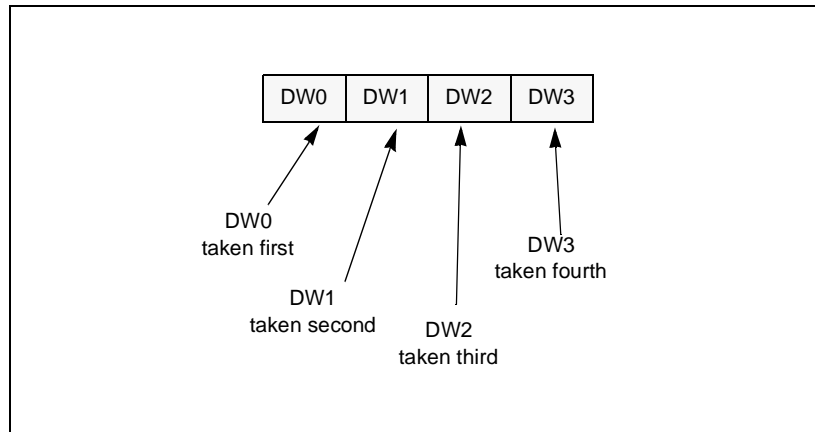 DW0 DW1 DW2 DW3
DW0
taken first
DW1
taken second
DW2
taken third
DW3
taken fourth